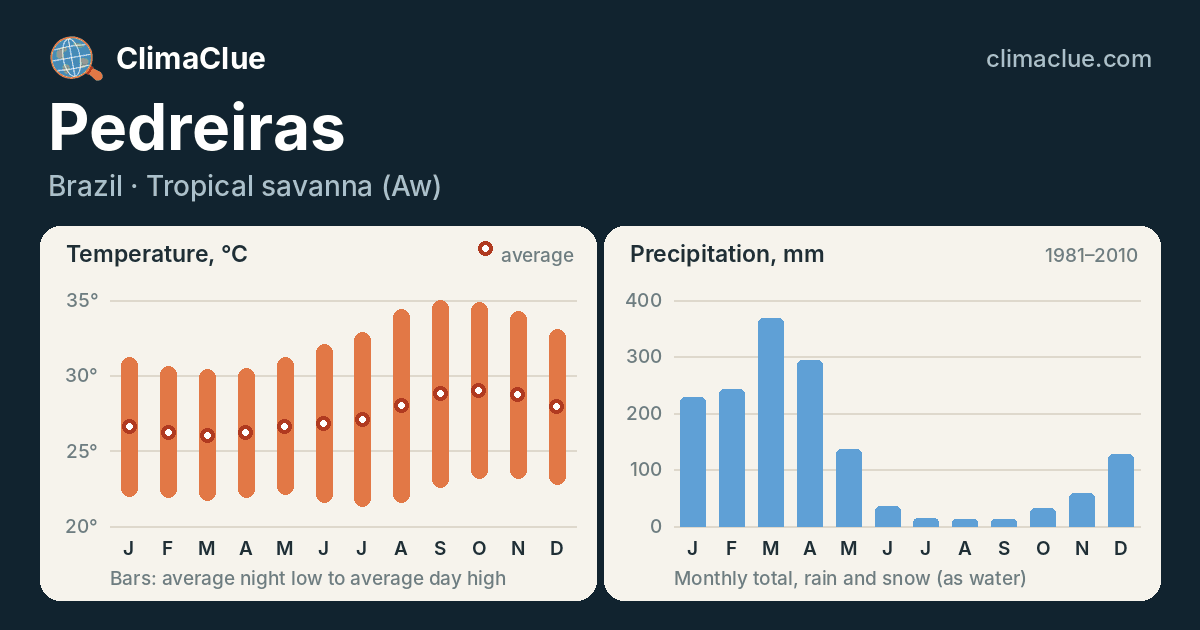 ClimaClue
climaclue.com
Pedreiras
Brazil · Tropical savanna (Aw)
Temperature, °C
average
35°
30°
25°
20°
J F M A M J J A S O N D
Bars: average night low to average day high
Precipitation, mm
1981–2010
400
300
200
100
0
J F M A M J J A S O N D
Monthly total, rain and snow (as water)